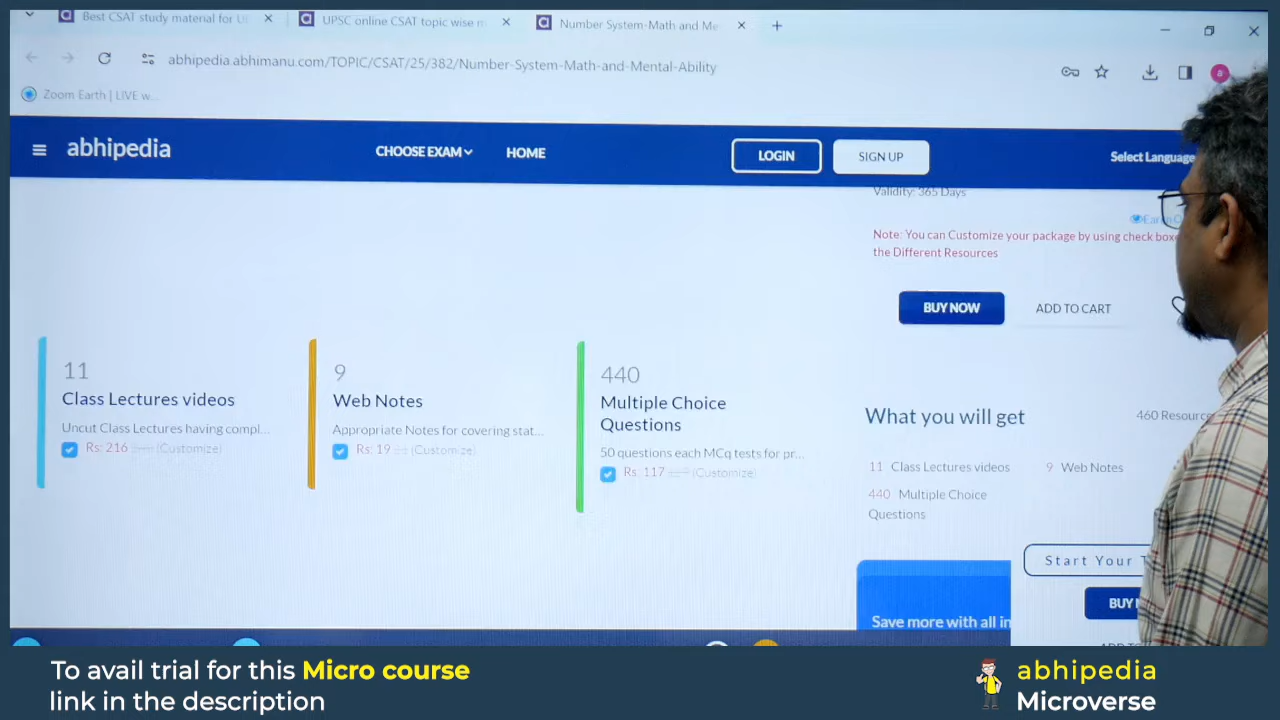 Best CSAT study material for U
UPSC online CSAT topic wise m
Number System-Math and Me
abhipedia.abhimanu.com/TOPIC/CSAT/25/382/Number-System-Math-and-Mental-Ability
a
Zoom Earth | LIVE w...
abhipedia
CHOOSE EXAM
HOME
LOGIN
SIGN UP
Select Language
Validity: 365 Days
Earn
Note: You can Customize your package by using check box
the Different Resources
BUY NOW
ADD TO CART
11
Class Lectures videos
Uncut Class Lectures having compl...
Rs: 216 (Customize)
9
Web Notes
Appropriate Notes for covering stat...
Rs: 19 (Customize)
440
Multiple Choice
Questions
50 questions each MCq tests for pr...
Rs: 117 (Customize)
What you will get
460 Resourc
11 Class Lectures videos
9 Web Notes
440 Multiple Choice
Questions
Start Your T
BUY
Save more with all in
To avail trial for this Micro course
link in the description
abhipedia
Microverse